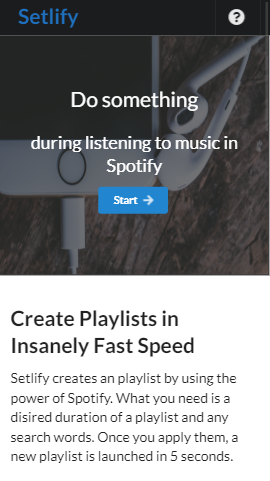 Setlify
?
Do something
during listening to music in
Spotify
Start
Create Playlists in
Insanely Fast Speed
Setlify creates an playlist by using the
power of Spotify. What you need is a
disired duration of a playlist and any
search words. Once you apply them, a
new playlist is launched in 5 seconds.